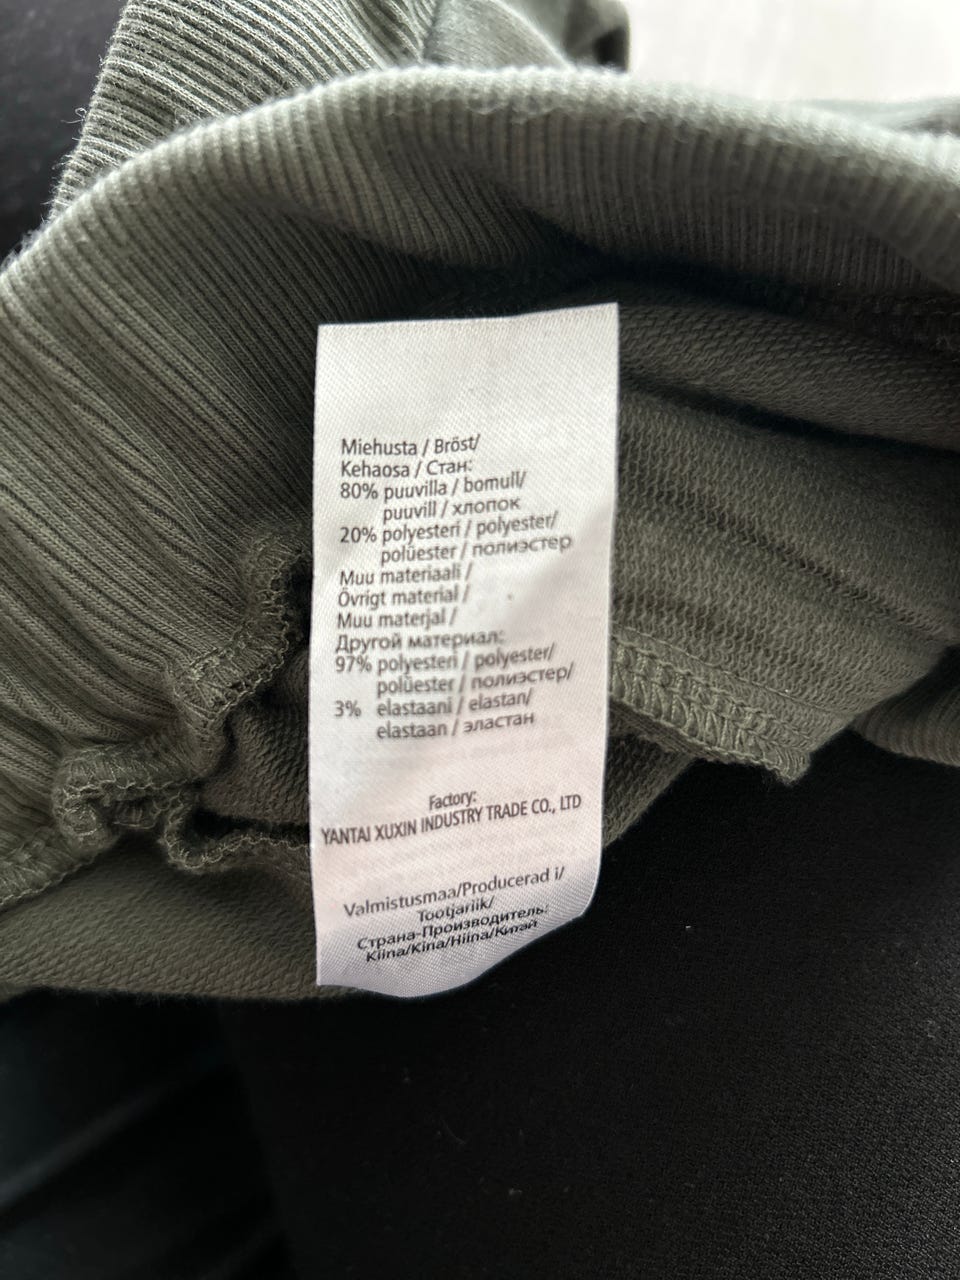 Miehusta / Bröst/
Kehaosa / Стан:
80% puuvilla / bomull/
puuvill / хлопок
20% polyesteri / polyester/
polüester / полиэстер
Muu materiaali /
Övrigt material /
Muu materjal /
Другой материал:
97% polyesteri / polyester/
polüester / полиэстер/
3% elastaani / elastan/
elastaan / эластан
Factory:
YANTAI XUXIN INDUSTRY TRADE CO., LTD
Valmistusmaa/Producerad i/
Tootjariik/
Страна-Производитель:
Kiina/Kina/Hiina/Китай